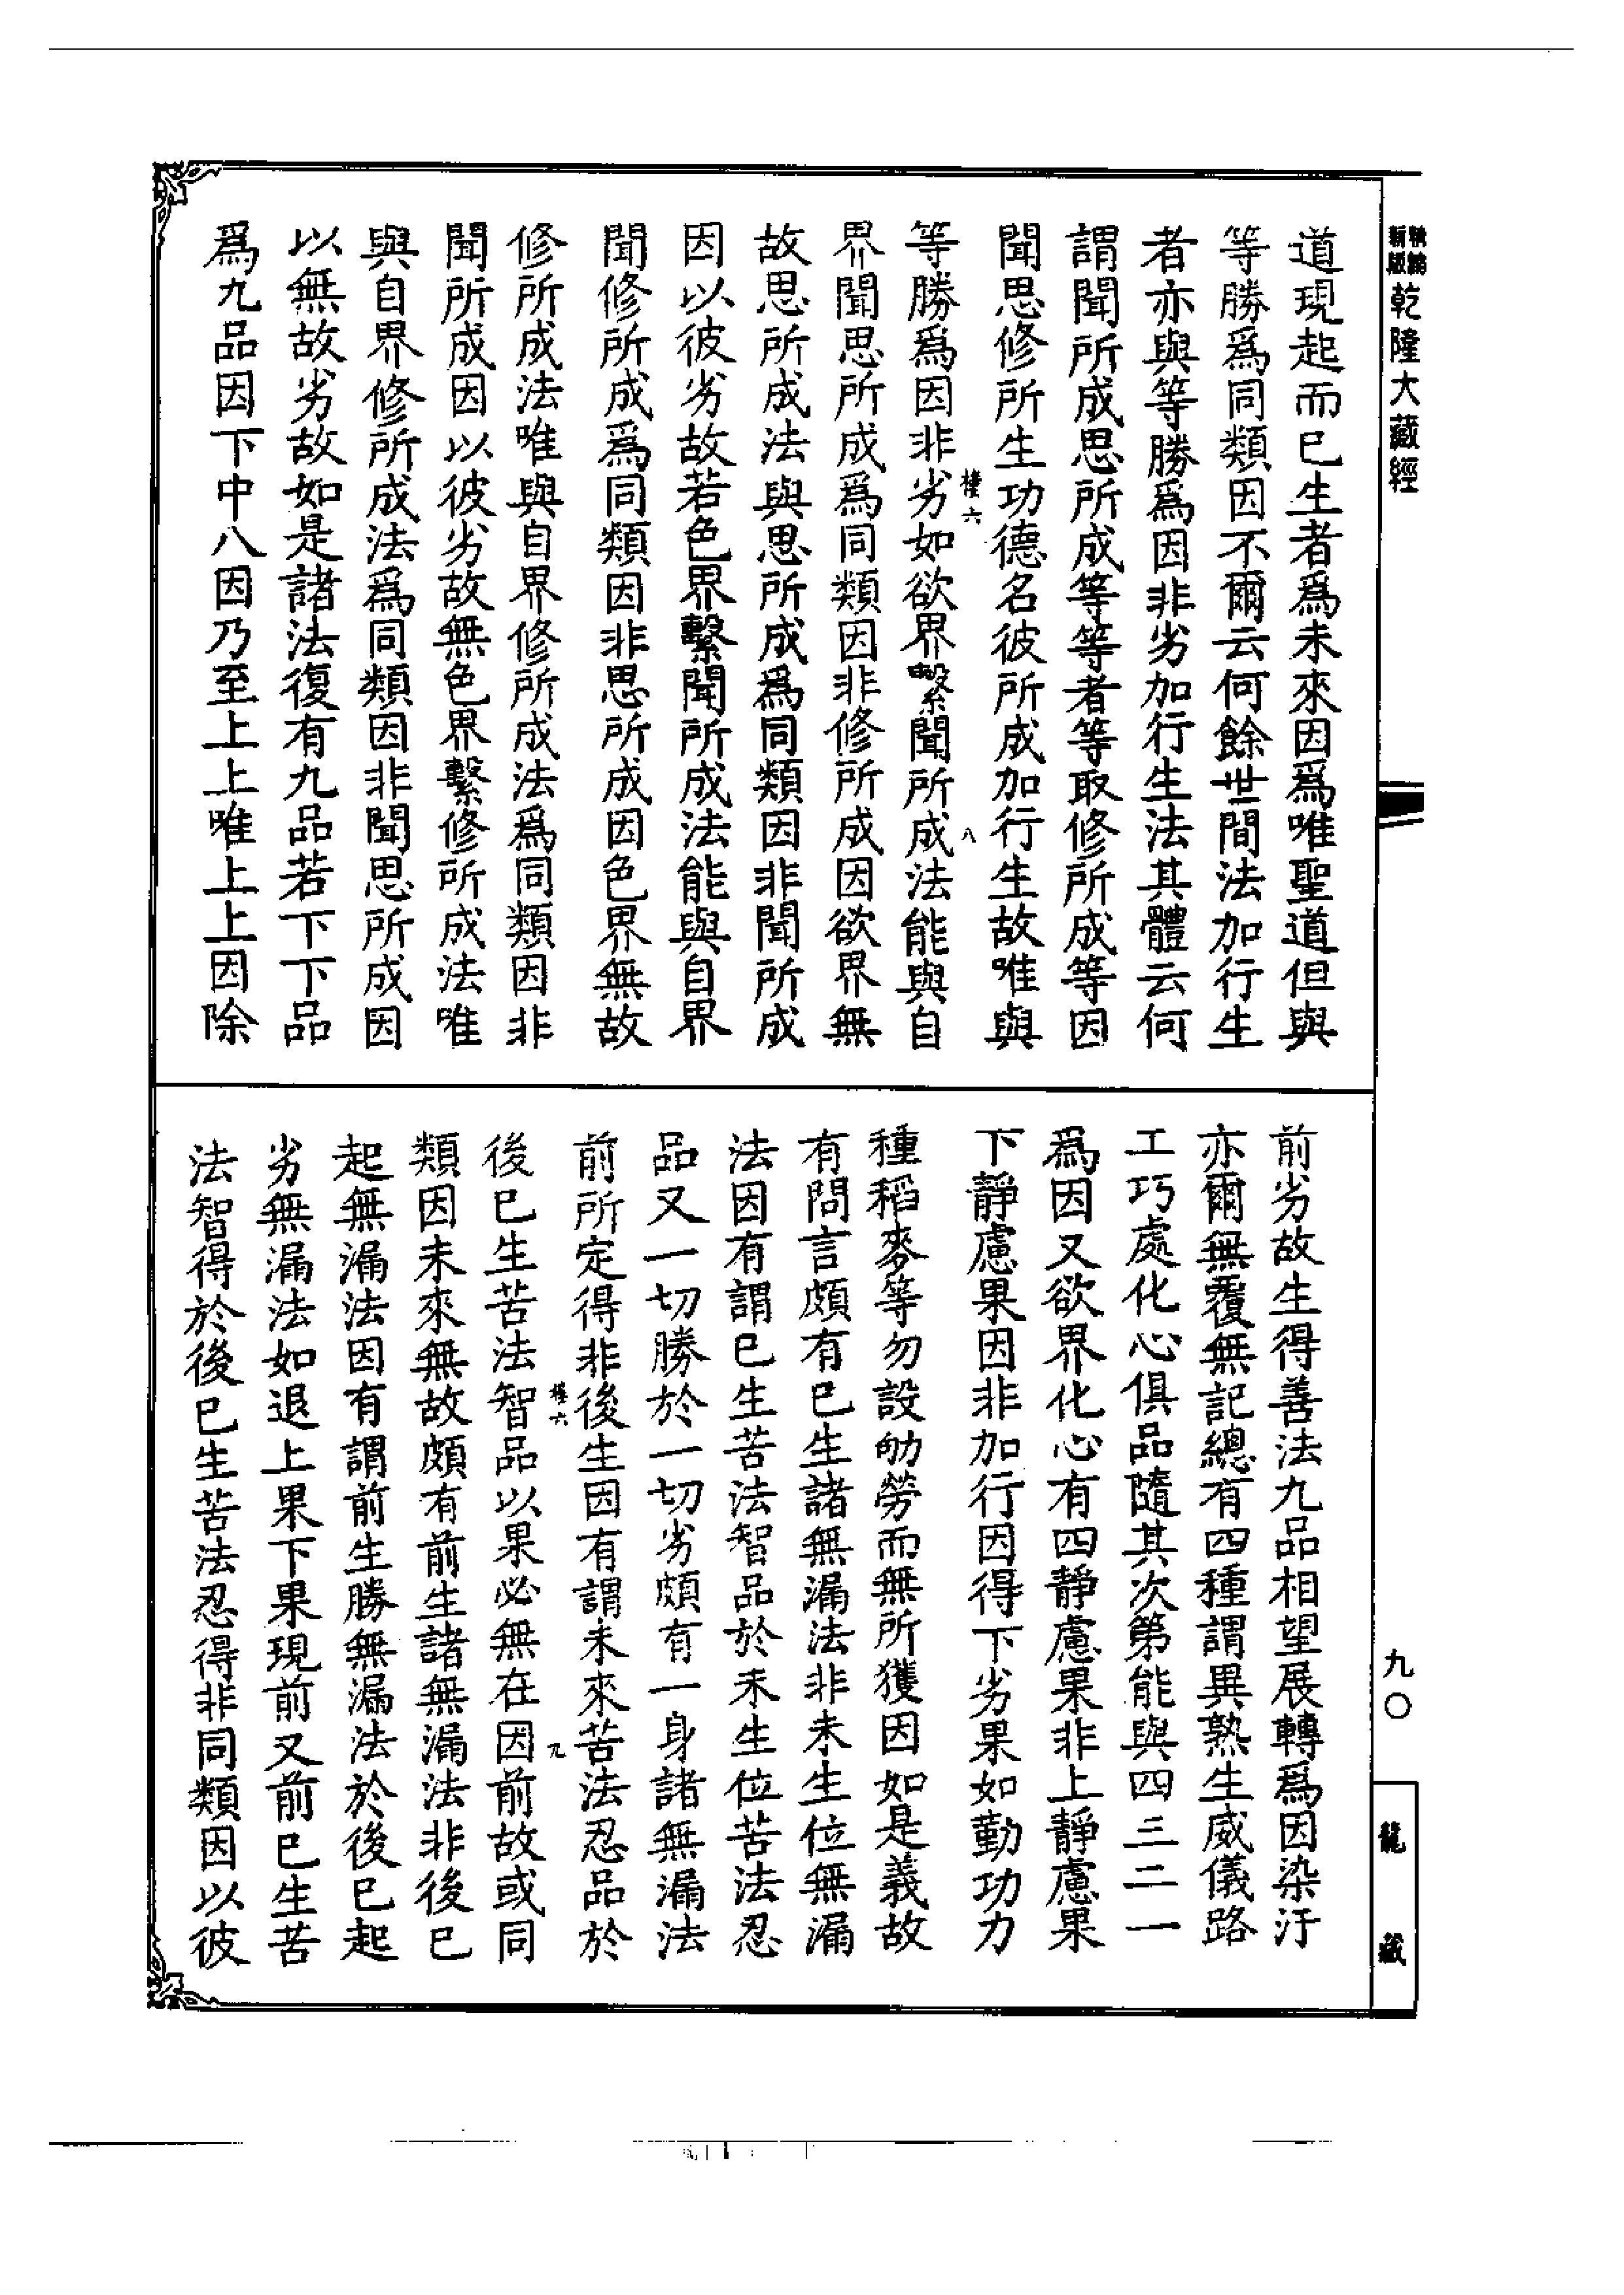 精編新版
乾隆大藏經
道現起而已生者爲未來因爲唯聖道但與
等勝爲同類因不爾云何餘世間法加行生
者亦與等勝爲因非劣加行生法其體云何
謂聞所成思所成等等者等取修所成等因
聞思修所生功德名彼所成加行生故唯與
等勝爲因非劣如欲界繫聞所成法能與自
界聞思所成爲同類因非修所成因欲界無
故思所成法與思所成爲同類因非聞所成
因以彼劣故若色界繫聞所成法能與自界
聞修所成爲同類因非思所成因色界無故
修所成法唯與自界修所成法爲同類因非
聞所成因以彼劣故無色界繫修所成法唯
與自界修所成法爲同類因非聞思所成因
以無故劣故如是諸法復有九品若下下品
爲九品因下中八因乃至上上唯上上因除
六
八
前劣故生得善法九品相望展轉爲因染汙
亦爾無覆無記總有四種謂異熟生威儀路
工巧處化心俱品隨其次第能與四三二一
爲因又欲界化心有四靜慮果非上靜慮果
下靜慮果因非加行因得下劣果如勤功力
種稻麥等勿設劬勞而無所獲因如是義故
有問言頗有已生諸無漏法非未生位無漏
法因有謂已生苦法智品於未生位苦法忍
品又一切勝於一切劣頗有一身諸無漏法
前所定得非後生因有謂未來苦法忍品於
後已生苦法智品以果必無在因前故或同
類因未來無故頗有前生諸無漏法非後已
起無漏法因有謂前生勝無漏法於後已起
劣無漏法如退上果下果現前又前已生苦
法智得於後已生苦法忍得非同類因以彼
六
九
九〇
龍藏